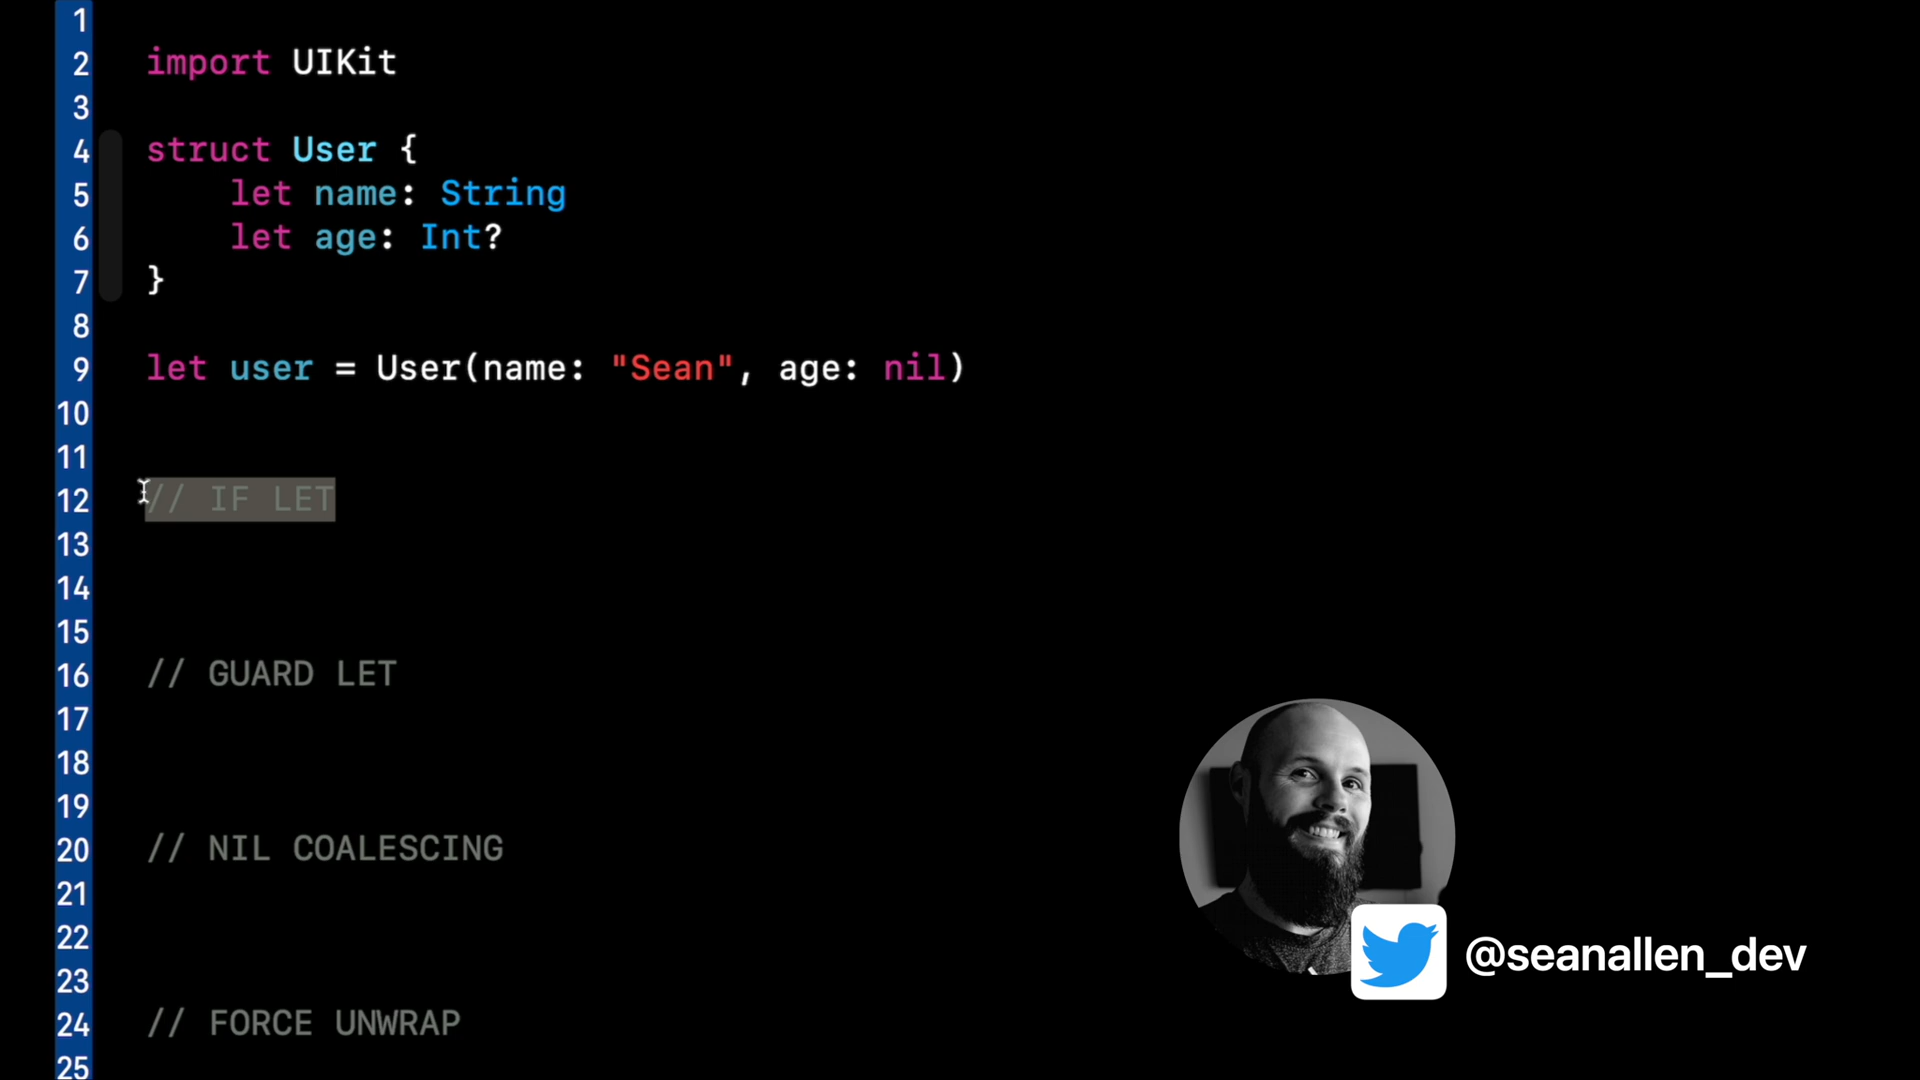 1
2 import UIKit
3
4 struct User {
5 let name: String
6 let age: Int?
7 }
8
9 let user = User(name: "Sean", age: nil)
10
11
12 // IF LET
13
14
15
16 // GUARD LET
17
18
19
20 // NIL COALESCING
21
22
23
24 // FORCE UNWRAP
25
@seanallen_dev